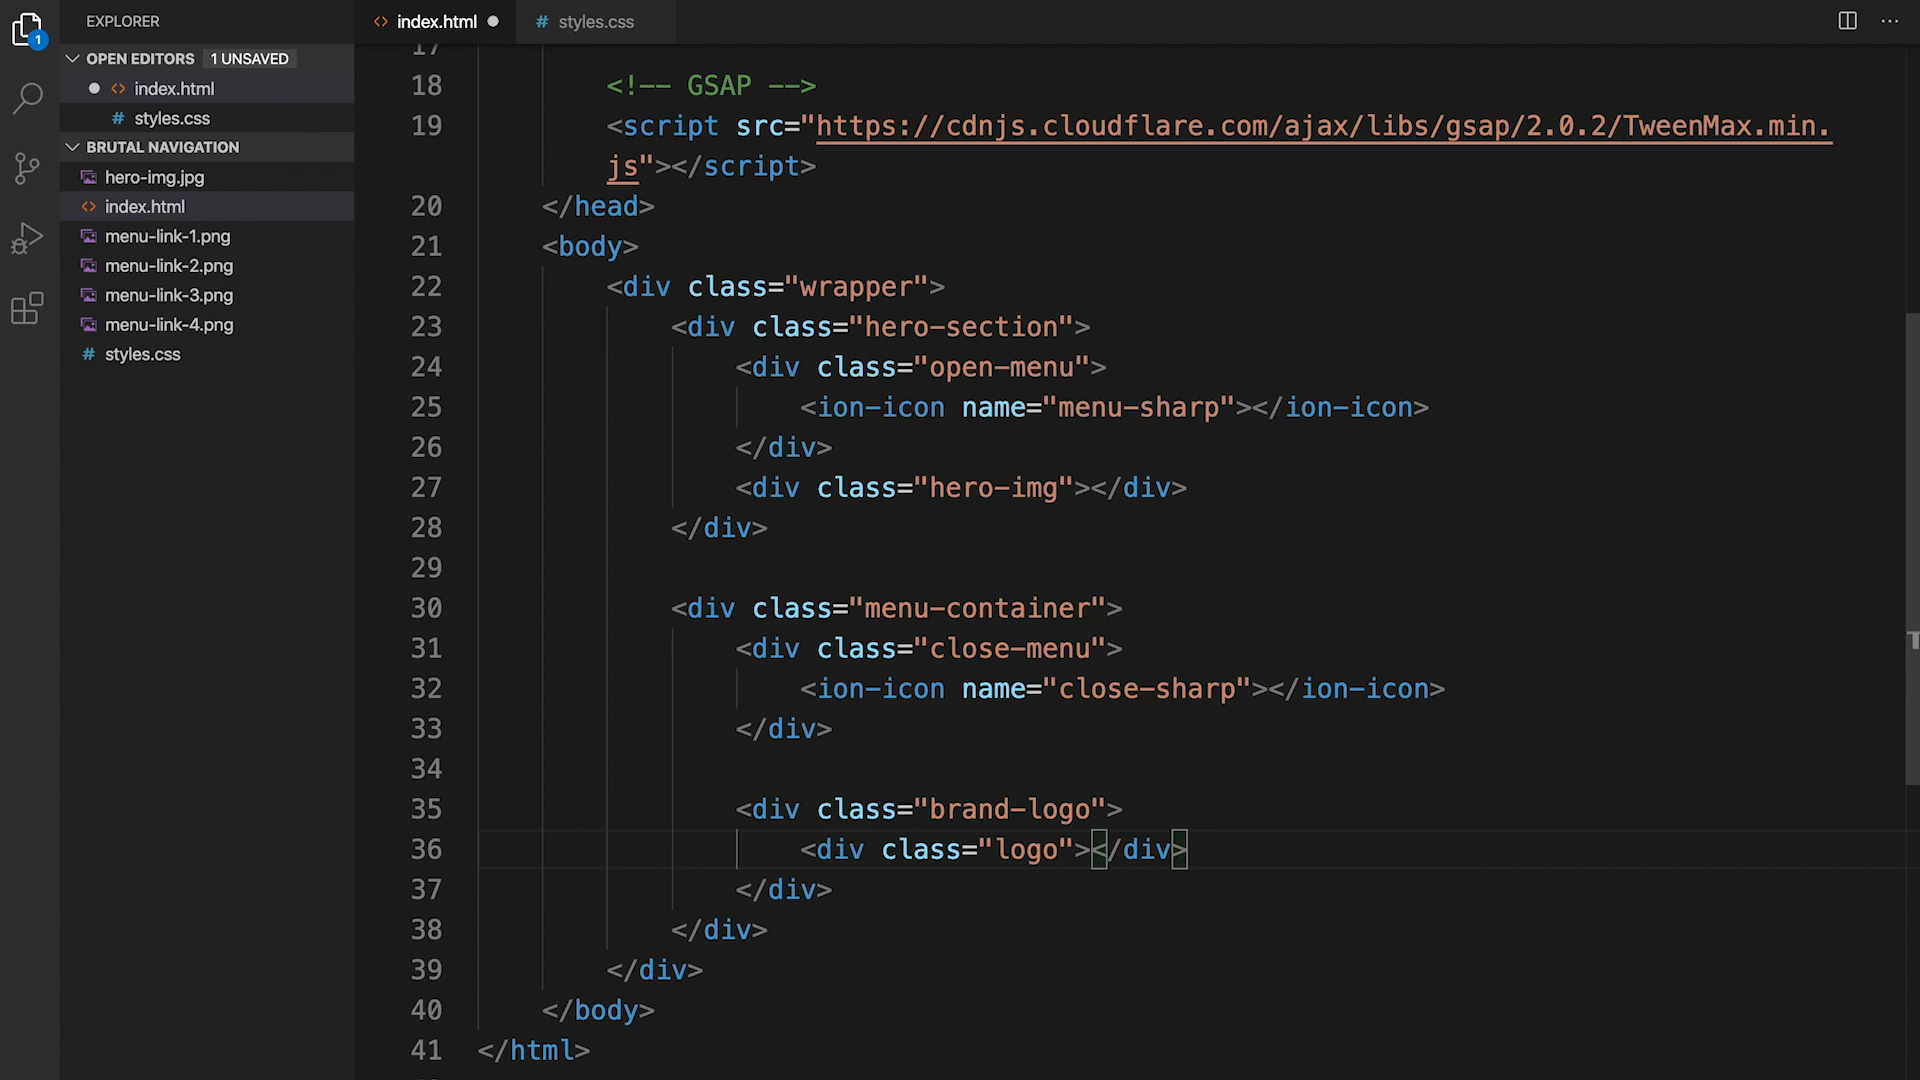 1
EXPLORER
OPEN EDITORS 1 UNSAVED
index.html
styles.css
BRUTAL NAVIGATION
hero-img.jpg
index.html
menu-link-1.png
menu-link-2.png
menu-link-3.png
menu-link-4.png
styles.css
index.html
styles.css
17
18 <!-- GSAP -->
19 <script src="https://cdnjs.cloudflare.com/ajax/libs/gsap/2.0.2/TweenMax.min.
js"></script>
20 </head>
21 <body>
22 <div class="wrapper">
23 <div class="hero-section">
24 <div class="open-menu">
25 <ion-icon name="menu-sharp"></ion-icon>
26 </div>
27 <div class="hero-img"></div>
28 </div>
29
30 <div class="menu-container">
31 <div class="close-menu">
32 <ion-icon name="close-sharp"></ion-icon>
33 </div>
34
35 <div class="brand-logo">
36 <div class="logo"></div>
37 </div>
38 </div>
39 </div>
40 </body>
41 </html>